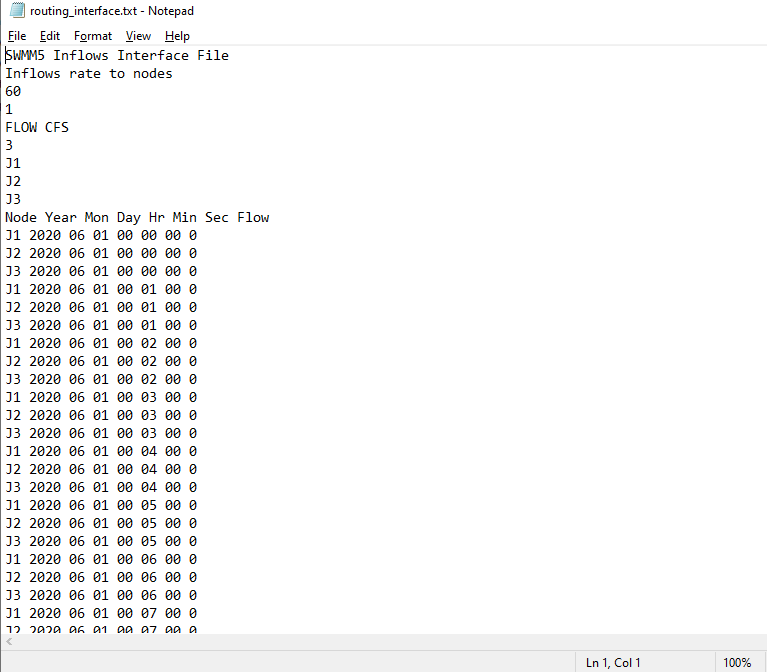 routing_interface.txt - Notepad
File Edit Format View Help
SWMM5 Inflows Interface File
Inflows rate to nodes
60
1
FLOW CFS
3
J1
J2
J3
Node Year Mon Day Hr Min Sec Flow
J1 2020 06 01 00 00 00 0
J2 2020 06 01 00 00 00 0
J3 2020 06 01 00 00 00 0
J1 2020 06 01 00 01 00 0
J2 2020 06 01 00 01 00 0
J3 2020 06 01 00 01 00 0
J1 2020 06 01 00 02 00 0
J2 2020 06 01 00 02 00 0
J3 2020 06 01 00 02 00 0
J1 2020 06 01 00 03 00 0
J2 2020 06 01 00 03 00 0
J3 2020 06 01 00 03 00 0
J1 2020 06 01 00 04 00 0
J2 2020 06 01 00 04 00 0
J3 2020 06 01 00 04 00 0
J1 2020 06 01 00 05 00 0
J2 2020 06 01 00 05 00 0
J3 2020 06 01 00 05 00 0
J1 2020 06 01 00 06 00 0
J2 2020 06 01 00 06 00 0
J3 2020 06 01 00 06 00 0
J1 2020 06 01 00 07 00 0
J2 2020 06 01 00 07 00 0
Ln 1, Col 1 100%